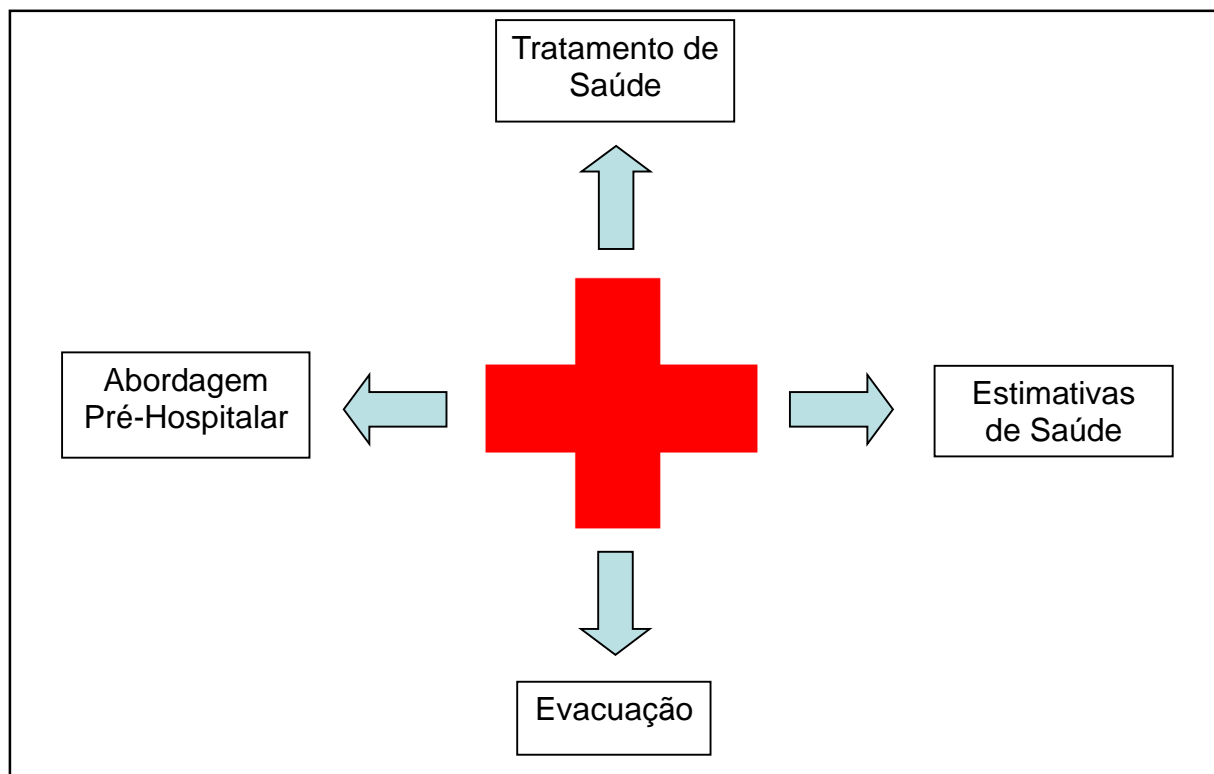 Tratamento de
Saúde
Abordagem
Pré-Hospitalar
Estimativas
de Saúde
Evacuação